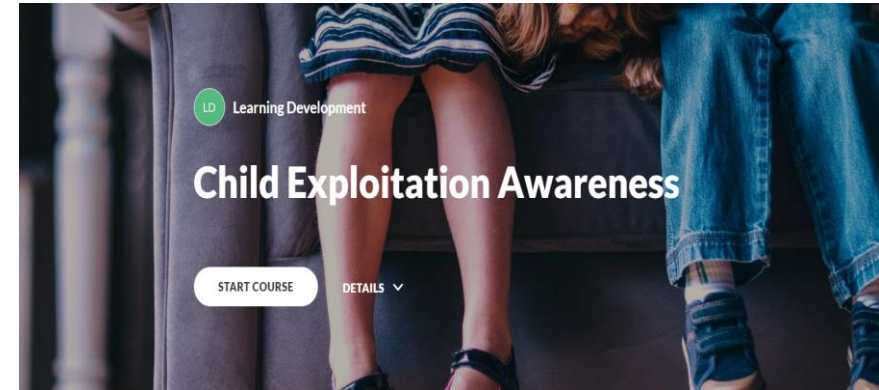 LD
Learning Development
Child Exploitation Awareness
START COURSE
DETAILS